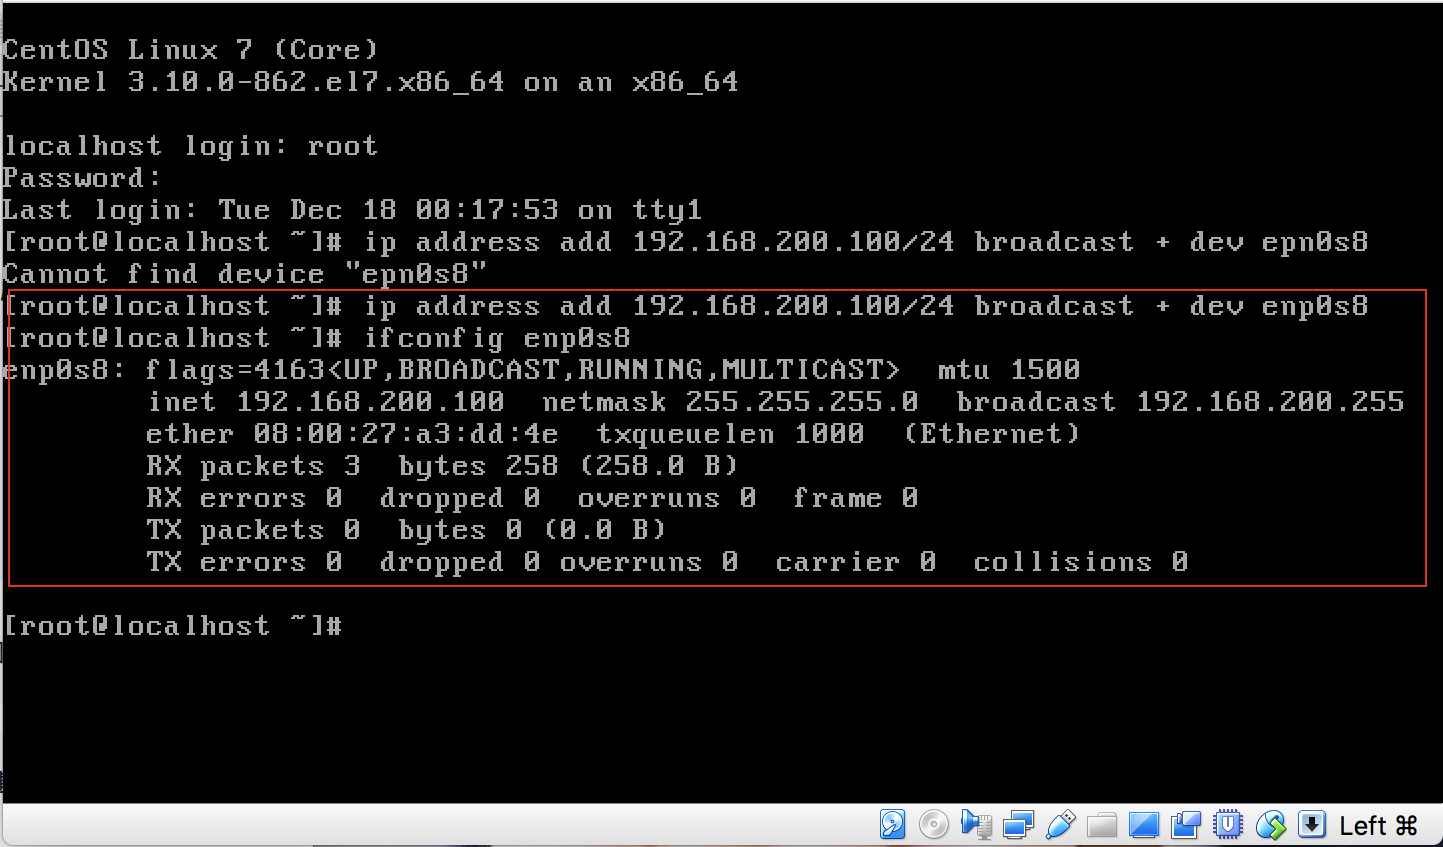 CentOS Linux 7 (Core)
Kernel 3.10.0-862.el7.x86_64 on an x86_64
localhost login: root
Password:
Last login: Tue Dec 18 00:17:53 on tty1
[root@localhost ~]# ip address add 192.168.200.100/24 broadcast + dev epn0s8
Cannot find device "epn0s8"
[root@localhost ~]# ip address add 192.168.200.100/24 broadcast + dev enp0s8
[root@localhost ~]# ifconfig enp0s8
enp0s8: flags=4163<UP,BROADCAST,RUNNING,MULTICAST>  mtu 1500
        inet 192.168.200.100  netmask 255.255.255.0  broadcast 192.168.200.255
        ether 08:00:27:a3:dd:4e  txqueuelen 1000  (Ethernet)
        RX packets 3  bytes 258 (258.0 B)
        RX errors 0  dropped 0  overruns 0  frame 0
        TX packets 0  bytes 0 (0.0 B)
        TX errors 0  dropped 0 overruns 0  carrier 0  collisions 0
[root@localhost ~]#
Left ⌘